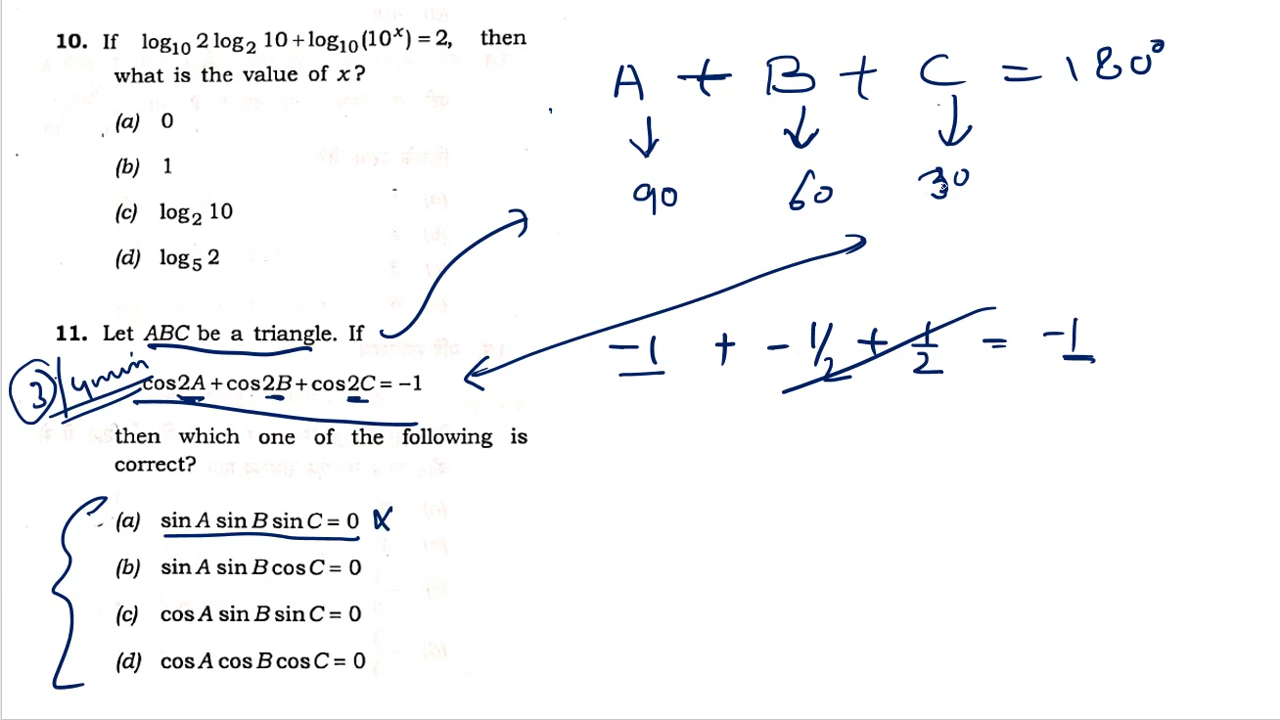 10. If log₁₀ 2 log₂ 10 + log₁₀ (10ˣ) = 2, then
what is the value of x?
(a) 0
(b) 1
(c) log₂ 10
(d) log₅ 2
11. Let ABC be a triangle. If
3/4min
cos2A + cos2B + cos2C = −1
then which one of the following is
correct?
(a) sin A sin B sin C = 0 ×
(b) sin A sin B cos C = 0
(c) cos A sin B sin C = 0
(d) cos A cos B cos C = 0
A + B + C = 180°
↓ ↓ ↓
90 60 30
−1 + −1/2 + 1/2 = −1